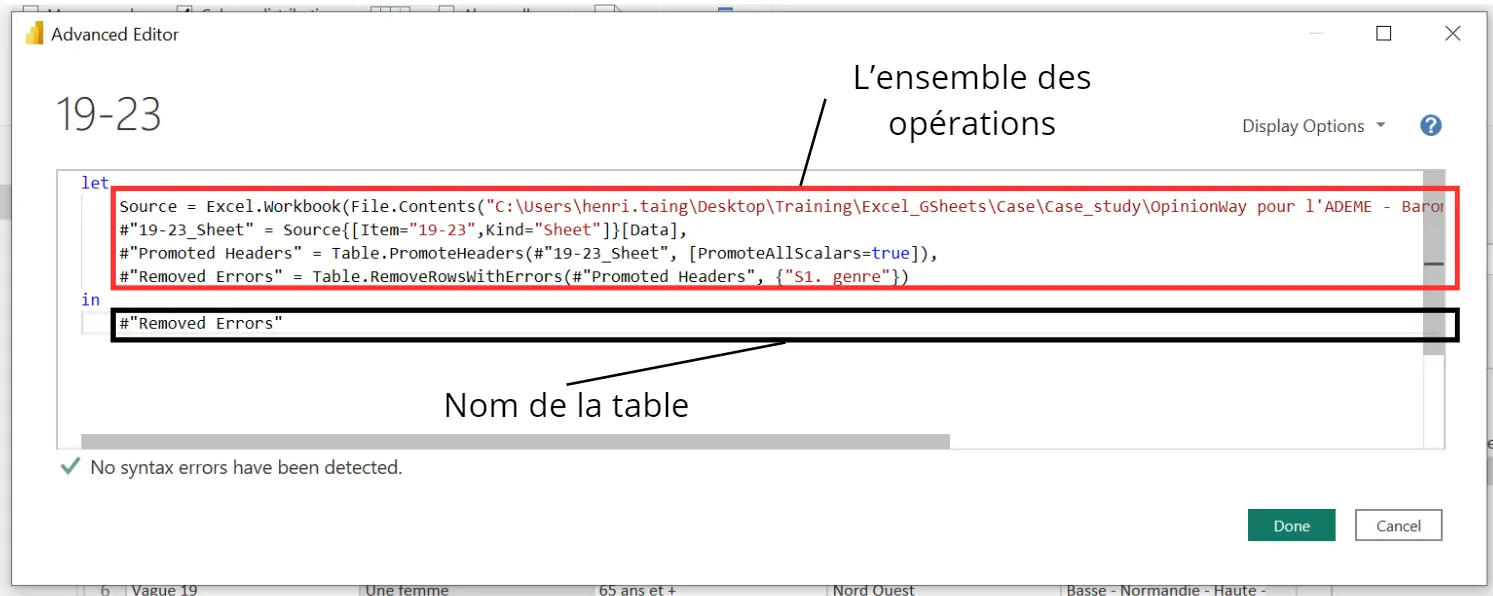 Advanced Editor
L’ensemble des
opérations
19-23
Display Options
?
let
Source = Excel.Workbook(File.Contents("C:\Users\henri.taing\Desktop\Training\Excel_GSheets\Case\Case_study\OpinionWay pour l'ADEME -
#"19-23_Sheet" = Source{[Item="19-23",Kind="Sheet"]}[Data],
#"Promoted Headers" = Table.PromoteHeaders(#"19-23_Sheet", [PromoteAllScalars=true]),
#"Removed Errors" = Table.RemoveRowsWithErrors(#"Promoted Headers", {"S1. genre"})
in
#"Removed Errors"
Nom de la table
No syntax errors have been detected.
Done
Cancel
6 Vague 19 Une femme 65 ans et + Nord Ouest Basse - Normandie - Haute -